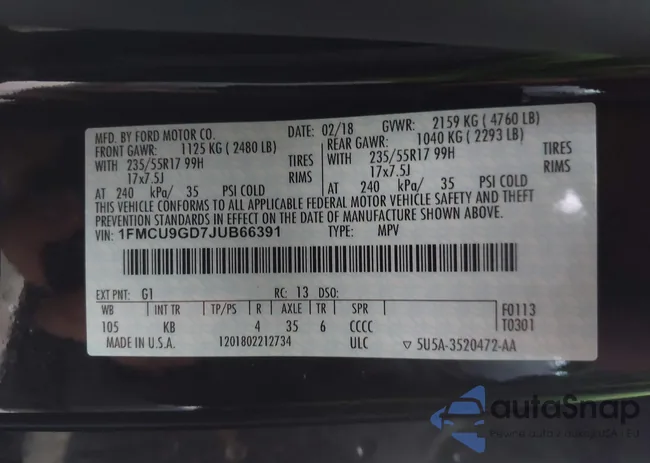 MFD. BY FORD MOTOR CO. DATE: 02/18 GVWR: 2159 KG ( 4760 LB)
FRONT GAWR: 1125 KG ( 2480 LB) REAR GAWR: 1040 KG ( 2293 LB)
WITH 235/55R17 99H TIRES WITH 235/55R17 99H TIRES
17x7.5J RIMS 17x7.5J RIMS
AT 240 kPa/ 35 PSI COLD AT 240 kPa/ 35 PSI COLD
THIS VEHICLE CONFORMS TO ALL APPLICABLE FEDERAL MOTOR VEHICLE SAFETY AND THEFT
PREVENTION STANDARDS IN EFFECT ON THE DATE OF MANUFACTURE SHOWN ABOVE.
VIN: 1FMCU9GD7JUB66391 TYPE: MPV
EXT PNT: G1 RC: 13 DSO:
WB INT TR TP/PS R AXLE TR SPR F0113
105 KB 4 35 6 CCCC T0301
MADE IN U.S.A. 1201802212734 ULC ▽ 5U5A-3520472-AA
autoSnap